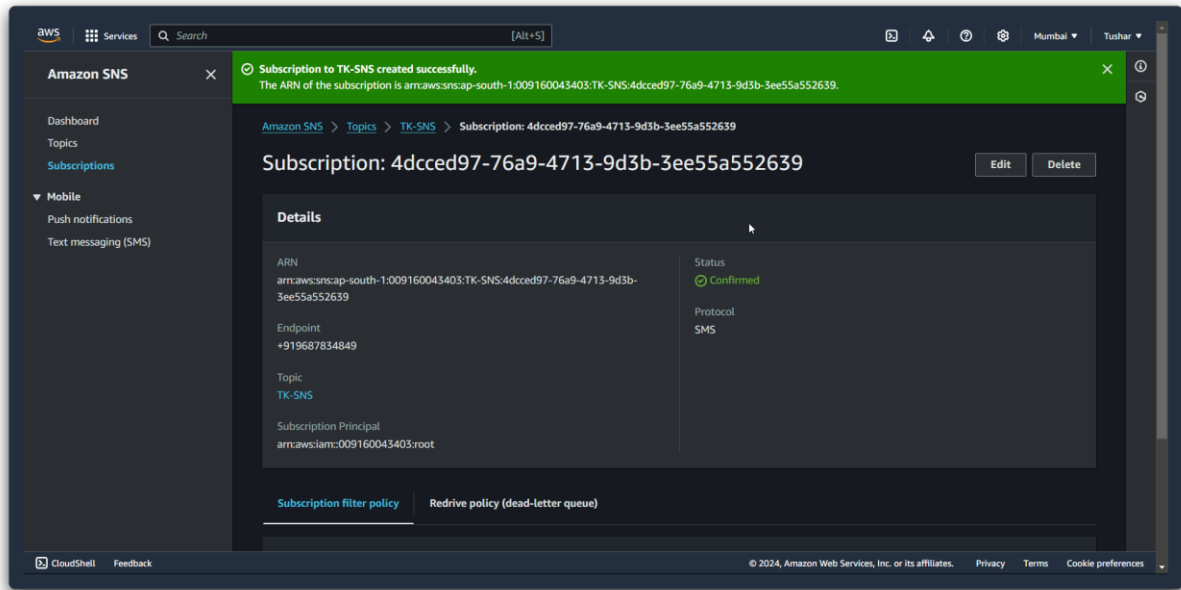 aws Services Search [Alt+S] Mumbai ▼ Tushar ▼
Amazon SNS
Dashboard
Topics
Subscriptions
▼ Mobile
Push notifications
Text messaging (SMS)
Subscription to TK-SNS created successfully.
The ARN of the subscription is arn:aws:sns:ap-south-1:009160043403:TK-SNS:4dcced97-76a9-4713-9d3b-3ee55a552639.
Amazon SNS > Topics > TK-SNS > Subscription: 4dcced97-76a9-4713-9d3b-3ee55a552639
Subscription: 4dcced97-76a9-4713-9d3b-3ee55a552639
Edit Delete
Details
ARN
arn:aws:sns:ap-south-1:009160043403:TK-SNS:4dcced97-76a9-4713-9d3b-
3ee55a552639
Endpoint
+919687834849
Topic
TK-SNS
Subscription Principal
arn:aws:iam::009160043403:root
Status
Confirmed
Protocol
SMS
Subscription filter policy Redrive policy (dead-letter queue)
CloudShell Feedback © 2024, Amazon Web Services, Inc. or its affiliates. Privacy Terms Cookie preferences